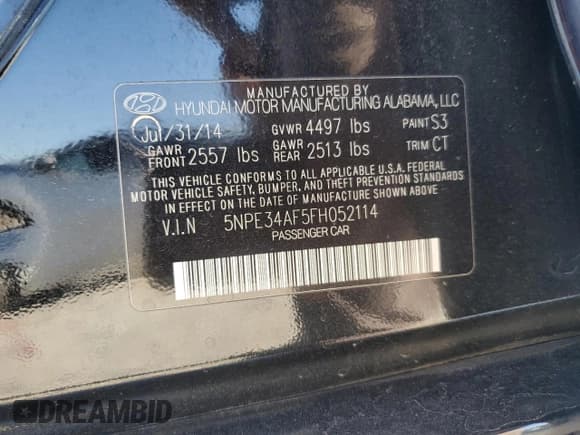 MANUFACTURED BY
HYUNDAI MOTOR MANUFACTURING ALABAMA, LLC
Jul/31/14 GVWR 4497 lbs PAINT S3
GAWR FRONT 2557 lbs GAWR REAR 2513 lbs TRIM CT
THIS VEHICLE CONFORMS TO ALL APPLICABLE U.S.A. FEDERAL
MOTOR VEHICLE SAFETY, BUMPER, AND THEFT PREVENTION STANDARDS
IN EFFECT ON THE DATE OF MANUFACTURE SHOWN ABOVE.
V.I.N 5NPE34AF5FH052114
PASSENGER CAR
DREAMBID